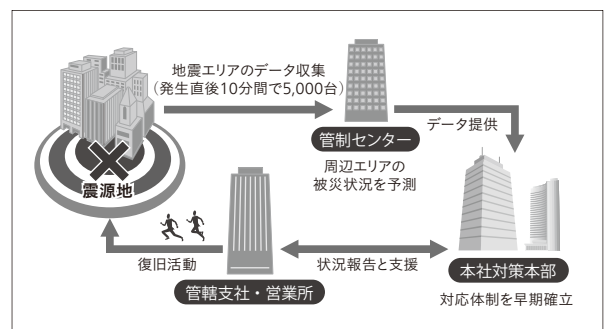 地震エリアのデータ収集
(発生直後10分間で5,000台)
管制センター
データ提供
周辺エリアの
被災状況を予測
震源地
復旧活動
状況報告と支援
管轄支社・営業所
本社対策本部
対応体制を早期確立